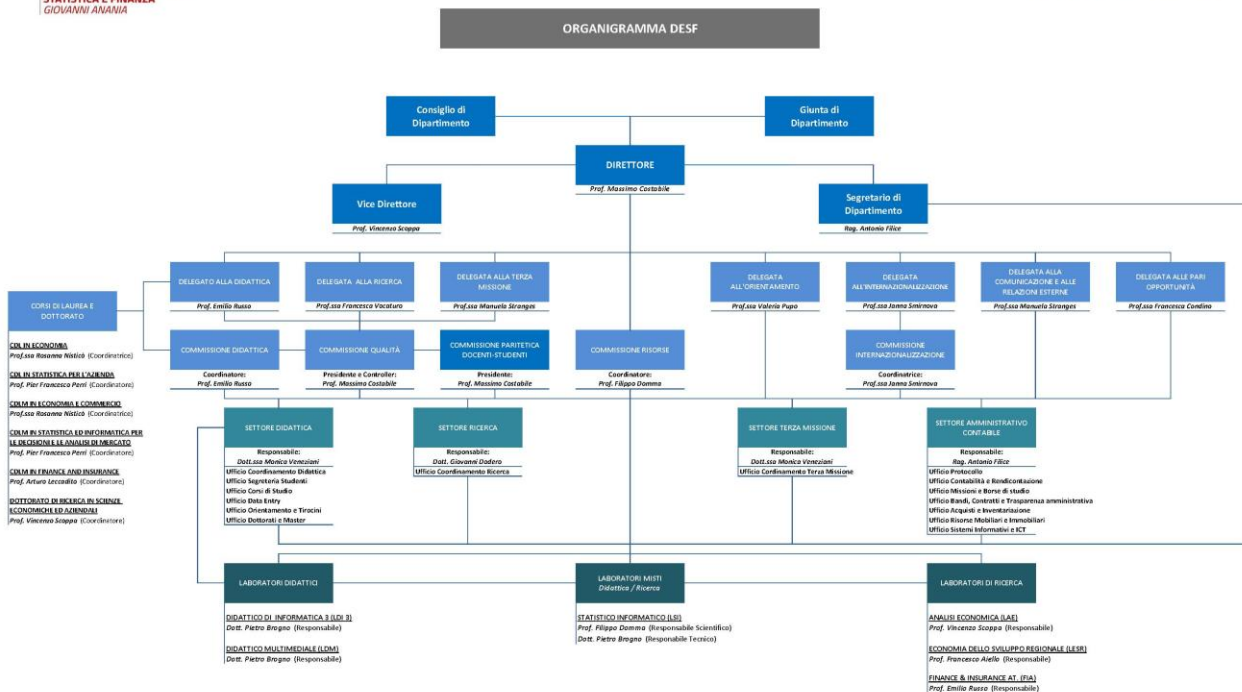 STATISTICA E FINANZA
GIOVANNI ANANIA
ORGANIGRAMMA DESF
Consiglio di
Dipartimento
Giunta di
Dipartimento
DIRETTORE
Prof. Massimo Costabile
Vice Direttore
Prof. Vincenzo Scoppa
Segretario di
Dipartimento
Rag. Antonio Filice
DELEGATO ALLA DIDATTICA
Prof. Emilio Russo
DELEGATA ALLA RICERCA
Prof.ssa Francesca Vacaturo
DELEGATA ALLA TERZA
MISSIONE
Prof.ssa Manuela Stranges
DELEGATA
ALL'ORIENTAMENTO
Prof.ssa Valeria Pupo
DELEGATA
ALL'INTERNAZIONALIZZAZIONE
Prof.ssa Janna Smirnova
DELEGATA ALLA
COMUNICAZIONE E ALLE
RELAZIONI ESTERNE
Prof.ssa Manuela Stranges
DELEGATA ALLE PARI
OPPORTUNITÀ
Prof.ssa Francesca Condino
CORSI DI LAUREA E
DOTTORATO
CDL IN ECONOMIA
Prof.ssa Rosanna Nisticò (Coordinatrice)
CDL IN STATISTICA PER L'AZIENDA
Prof. Pier Francesco Perri (Coordinatore)
CDLM IN ECONOMIA E COMMERCIO
Prof.ssa Rosanna Nisticò (Coordinatrice)
CDLM IN STATISTICA ED INFORMATICA PER
LE DECISIONI E LE ANALISI DI MERCATO
Prof. Pier Francesco Perri (Coordinatore)
CDLM IN FINANCE AND INSURANCE
Prof. Arturo Leccadito (Coordinatore)
DOTTORATO DI RICERCA IN SCIENZE
ECONOMICHE ED AZIENDALI
Prof. Vincenzo Scoppa (Coordinatore)
COMMISSIONE DIDATTICA
Coordinatore:
Prof. Emilio Russo
COMMISSIONE QUALITÀ
Presidente e Controller:
Prof. Massimo Costabile
COMMISSIONE PARITETICA
DOCENTI-STUDENTI
Presidente:
Prof. Massimo Costabile
COMMISSIONE RISORSE
Coordinatore:
Prof. Filippo Domma
COMMISSIONE
INTERNAZIONALIZZAZIONE
Coordinatrice:
Prof.ssa Janna Smirnova
SETTORE DIDATTICA
Responsabile:
Dott.ssa Monica Veneziani
Ufficio Coordinamento Didattica
Ufficio Segreteria Studenti
Ufficio Corsi di Studio
Ufficio Data Entry
Ufficio Orientamento e Tirocini
Ufficio Dottorati e Master
SETTORE RICERCA
Responsabile:
Dott. Giovanni Dodero
Ufficio Coordinamento Ricerca
SETTORE TERZA MISSIONE
Responsabile:
Dott.ssa Monica Veneziani
Ufficio Cordinamento Terza Missione
SETTORE AMMINISTRATIVO
CONTABILE
Responsabile:
Rag. Antonio Filice
Ufficio Protocollo
Ufficio Contabilità e Rendicontazione
Ufficio Missioni e Borse di studio
Ufficio Bandi, Contratti e Trasparenza amministrativa
Ufficio Acquisti e Inventariazione
Ufficio Risorse Mobiliari e Immobiliari
Ufficio Sistemi Informativi e ICT
LABORATORI DIDATTICI
DIDATTICO DI INFORMATICA 3 (LDI 3)
Dott. Pietro Brogno (Responsabile)
DIDATTICO MULTIMEDIALE (LDM)
Dott. Pietro Brogno (Responsabile)
LABORATORI MISTI
Didattica / Ricerca
STATISTICO INFORMATICO (LSI)
Prof. Filippo Domma (Responsabile Scientifico)
Dott. Pietro Brogno (Responabile Tecnico)
LABORATORI DI RICERCA
ANALISI ECONOMICA (LAE)
Prof. Vincenzo Scoppa (Responsabile)
ECONOMIA DELLO SVILUPPO REGIONALE (LESR)
Prof. Francesco Aiello (Responsabile)
FINANCE & INSURANCE AT. (FIA)
Prof. Emilio Russo (Responsabile)